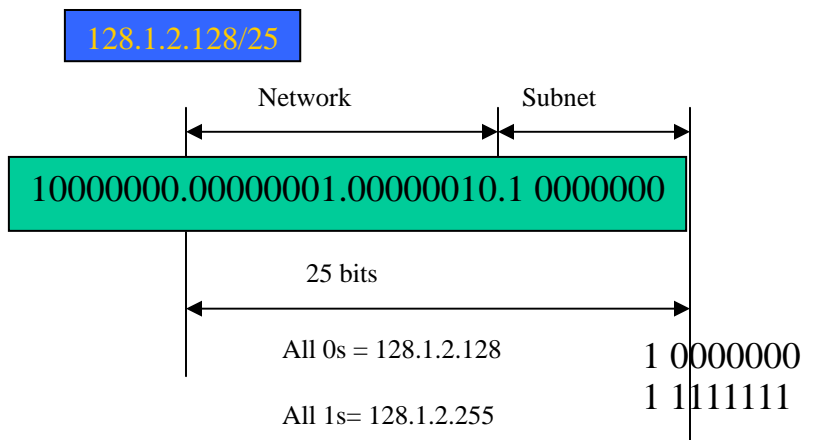 128.1.2.128/25
Network Subnet
10000000.00000001.00000010.1 0000000
25 bits
All 0s = 128.1.2.128
1 0000000
1 1111111
All 1s= 128.1.2.255